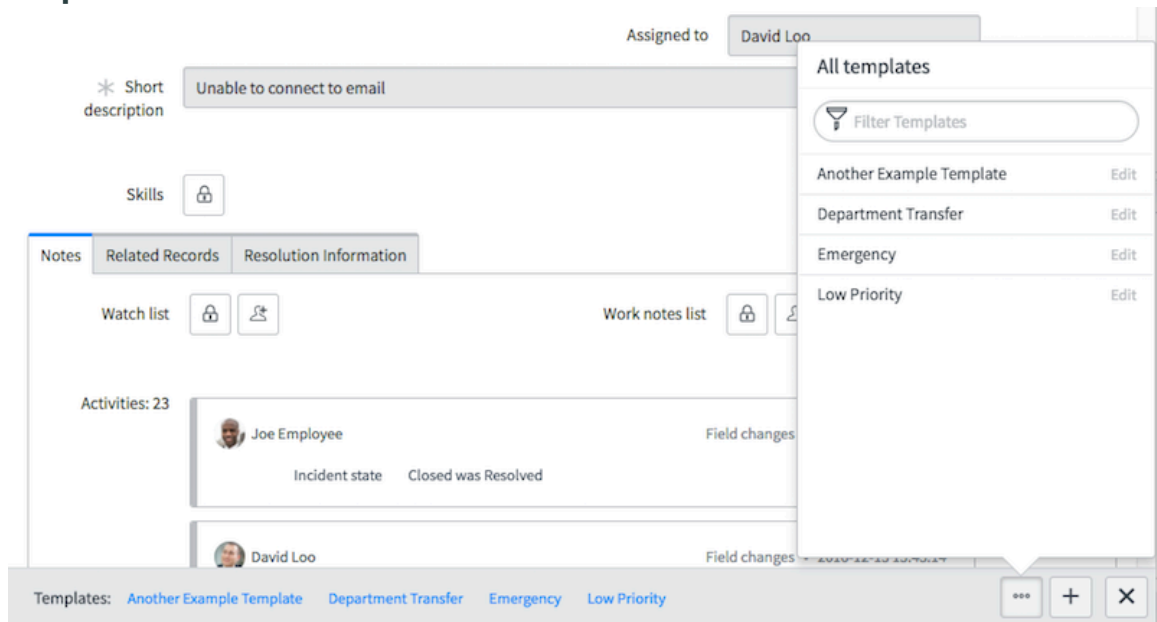 Assigned to David Loo
All templates
Short description Unable to connect to email
Filter Templates
Another Example Template Edit
Skills
Department Transfer Edit
Notes Related Records Resolution Information
Emergency Edit
Low Priority Edit
Watch list Work notes list
Activities: 23
Joe Employee Field changes
Incident state Closed was Resolved
David Loo Field changes
Templates: Another Example Template Department Transfer Emergency Low Priority